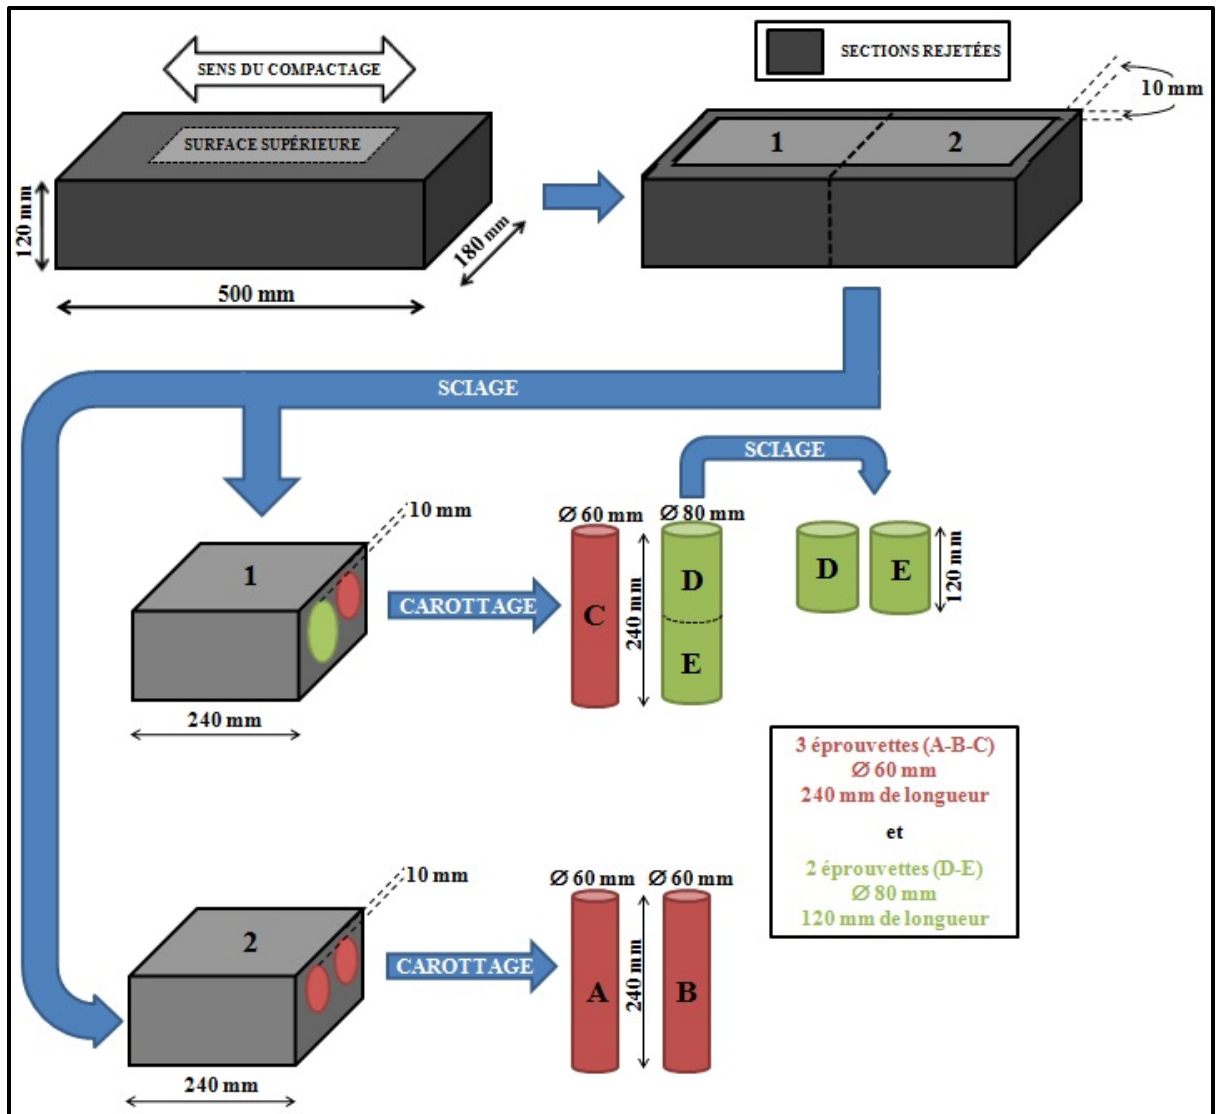 SENS DU COMPACTAGE
SECTIONS REJETÉES
10 mm
SURFACE SUPÉRIEURE
1
2
120 mm
180 mm
500 mm
SCIAGE
SCIAGE
10 mm
Ø 60 mm
Ø 80 mm
1
CAROTTAGE
C
240 mm
D
E
D
E
120 mm
240 mm
3 éprouvettes (A-B-C)
Ø 60 mm
240 mm de longueur
et
2 éprouvettes (D-E)
Ø 80 mm
120 mm de longueur
10 mm
Ø 60 mm
Ø 60 mm
2
CAROTTAGE
A
240 mm
B
240 mm